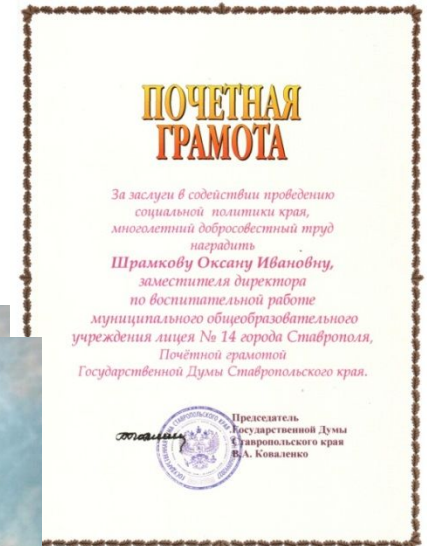 ПОЧЕТНАЯ
ГРАМОТА
За заслуги в содействии проведению
социальной политики края,
многолетний добросовестный труд
наградить
Шрамкову Оксану Ивановну,
заместителя директора
по воспитательной работе
муниципального общеобразовательного
учреждения лицея № 14 города Ставрополя,
Почётной грамотой
Государственной Думы Ставропольского края.
Председатель
Государственной Думы
Ставропольского края
В.А. Коваленко